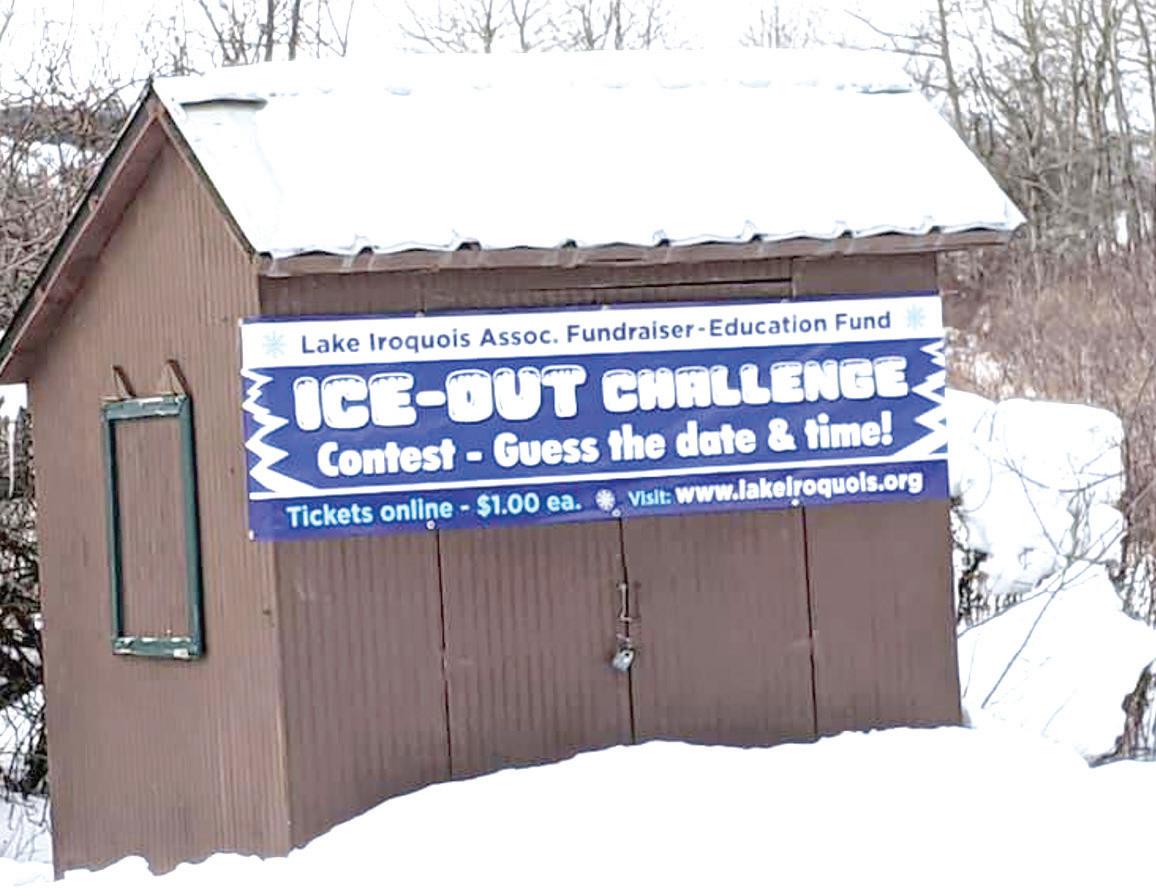 Lake Iroquois Assoc. Fundraiser-Education Fund
ICE-OUT CHALLENGE
Contest - Guess the date & time!
Tickets online - $1.00 ea. Visit: www.lakeiroquois.org